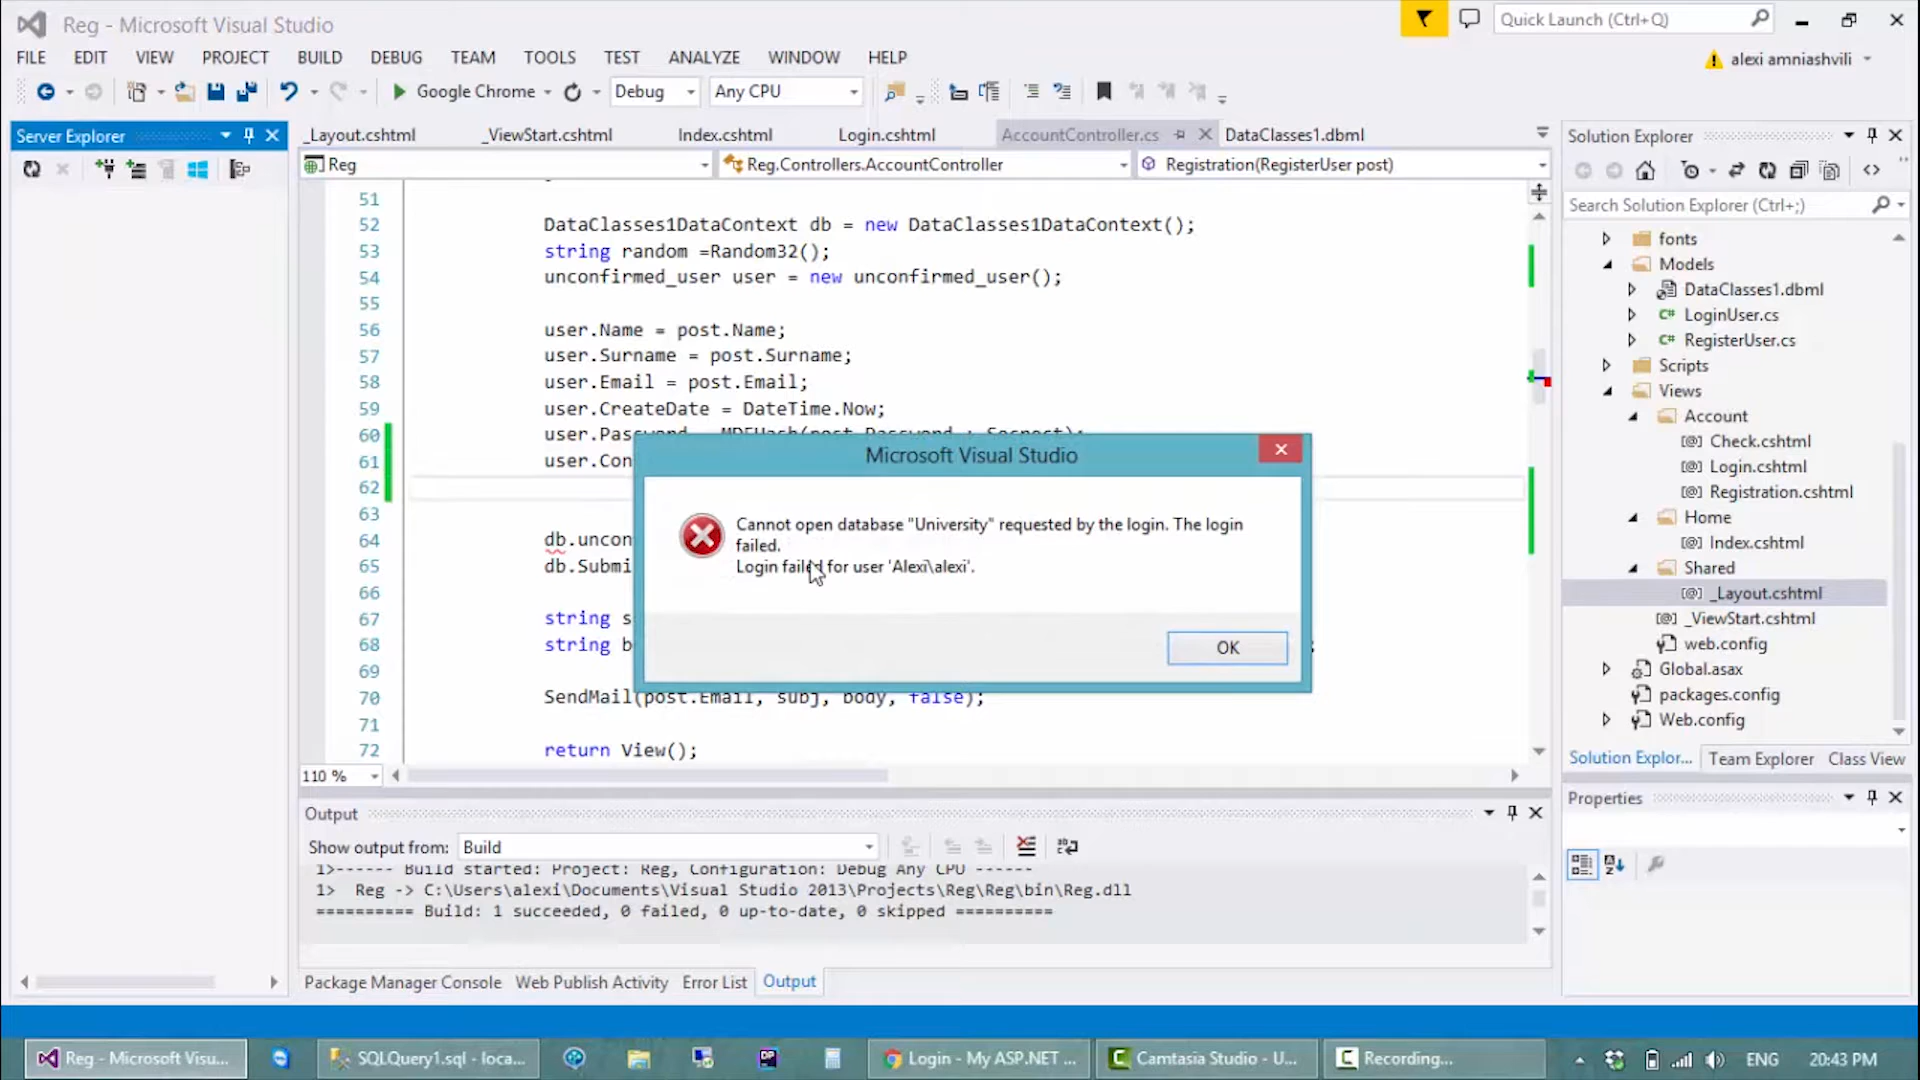 Reg - Microsoft Visual Studio
Quick Launch (Ctrl+Q)
FILE EDIT VIEW PROJECT BUILD DEBUG TEAM TOOLS TEST ANALYZE WINDOW HELP
alexi amniashvili
Google Chrome Debug Any CPU
Server Explorer
_Layout.cshtml _ViewStart.cshtml Index.cshtml Login.cshtml AccountController.cs DataClasses1.dbml
Reg Reg.Controllers.AccountController Registration(RegisterUser post)
51
52 DataClasses1DataContext db = new DataClasses1DataContext();
53 string random =Random32();
54 unconfirmed_user user = new unconfirmed_user();
55
56 user.Name = post.Name;
57 user.Surname = post.Surname;
58 user.Email = post.Email;
59 user.CreateDate = DateTime.Now;
60
61 user.Con
62
63
64 db.uncon
65 db.Submi
66
67 string s
68 string b ;
69
70 SendMail(post.Email, subj, body, false);
71
72 return View();
110 %
Microsoft Visual Studio
Cannot open database "University" requested by the login. The login
failed.
Login failed for user 'Alexi\alexi'.
OK
Output
Show output from: Build
1>------ Build started: Project: Reg, Configuration: Debug Any CPU ------
1> Reg -> C:\Users\alexi\Documents\Visual Studio 2013\Projects\Reg\Reg\bin\Reg.dll
========== Build: 1 succeeded, 0 failed, 0 up-to-date, 0 skipped ==========
Package Manager Console Web Publish Activity Error List Output
Solution Explorer
Search Solution Explorer (Ctrl+;)
fonts
Models
DataClasses1.dbml
C# LoginUser.cs
C# RegisterUser.cs
Scripts
Views
Account
[@] Check.cshtml
[@] Login.cshtml
[@] Registration.cshtml
Home
[@] Index.cshtml
Shared
[@] _Layout.cshtml
[@] _ViewStart.cshtml
web.config
Global.asax
packages.config
Web.config
Solution Explor... Team Explorer Class View
Properties
Reg - Microsoft Visu... SQLQuery1.sql - loca... DP Login - My ASP.NET ... Camtasia Studio - U... Recording... ENG 20:43 PM